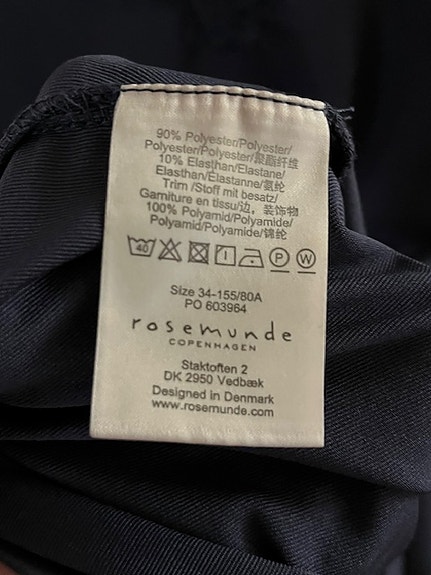 90% Polyester/Polyester/
Polyester/Polyester/聚酯纤维
10% Elasthan/Elastane/
Elasthan/Élasthanne/氨纶
Trim /Stoff mit besatz/
Garniture en tissu/边，装饰物
100% Polyamid/Polyamide/
Polyamid/Polyamide/锦纶
40
P
W
Size 34-155/80A
PO 603964
rosemunde
COPENHAGEN
Staktoften 2
DK 2950 Vedbæk
Designed in Denmark
www.rosemunde.com